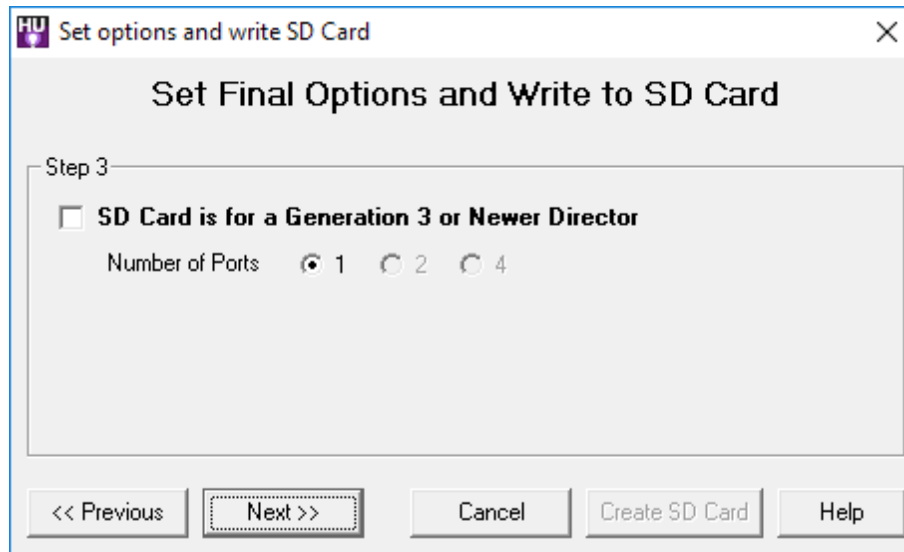 HU Set options and write SD Card
Set Final Options and Write to SD Card
Step 3
SD Card is for a Generation 3 or Newer Director
Number of Ports 1 2 4
<< Previous Next >> Cancel Create SD Card Help